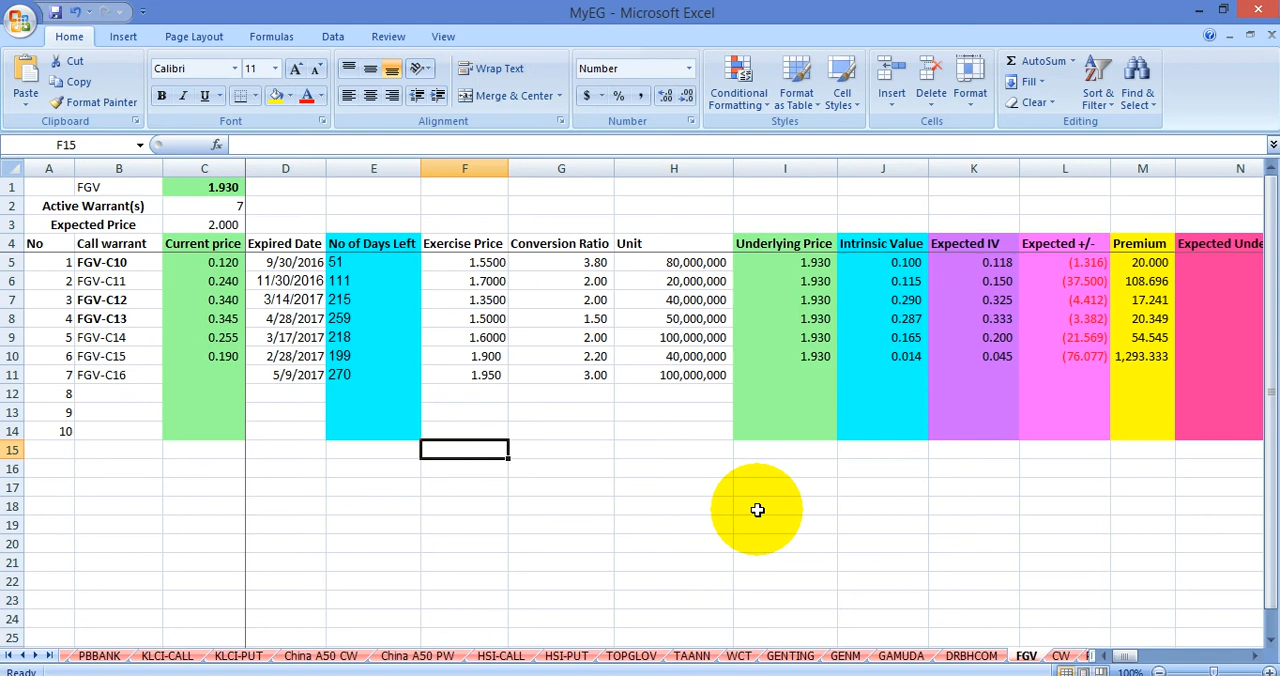 MyEG - Microsoft Excel
Home Insert Page Layout Formulas Data Review View
Paste Cut Copy Format Painter Calibri 11 B I U Wrap Text Merge & Center Number $ % , Conditional Formatting Format as Table Cell Styles Insert Delete Format Σ AutoSum Fill Clear Sort & Filter Find & Select
Clipboard Font Alignment Number Styles Cells Editing
F15 fx
A B C D E F G H I J K L M N
1 FGV 1.930
2 Active Warrant(s) 7
3 Expected Price 2.000
4 No Call warrant Current price Expired Date No of Days Left Exercise Price Conversion Ratio Unit Underlying Price Intrinsic Value Expected IV Expected +/- Premium Expected Unde
5 1 FGV-C10 0.120 9/30/2016 51 1.5500 3.80 80,000,000 1.930 0.100 0.118 (1.316) 20.000
6 2 FGV-C11 0.240 11/30/2016 111 1.7000 2.00 20,000,000 1.930 0.115 0.150 (37.500) 108.696
7 3 FGV-C12 0.340 3/14/2017 215 1.3500 2.00 40,000,000 1.930 0.290 0.325 (4.412) 17.241
8 4 FGV-C13 0.345 4/28/2017 259 1.5000 1.50 50,000,000 1.930 0.287 0.333 (3.382) 20.349
9 5 FGV-C14 0.255 3/17/2017 218 1.6000 2.00 100,000,000 1.930 0.165 0.200 (21.569) 54.545
10 6 FGV-C15 0.190 2/28/2017 199 1.900 2.20 40,000,000 1.930 0.014 0.045 (76.077) 1,293.333
11 7 FGV-C16 5/9/2017 270 1.950 3.00 100,000,000
12 8
13 9
14 10
15
16
17
18
19
20
21
22
23
24
25
PBBANK KLCI-CALL KLCI-PUT China A50 CW China A50 PW HSI-CALL HSI-PUT TOPGLOV TAANN WCT GENTING GENM GAMUDA DRBHCOM FGV CW
Ready 100%